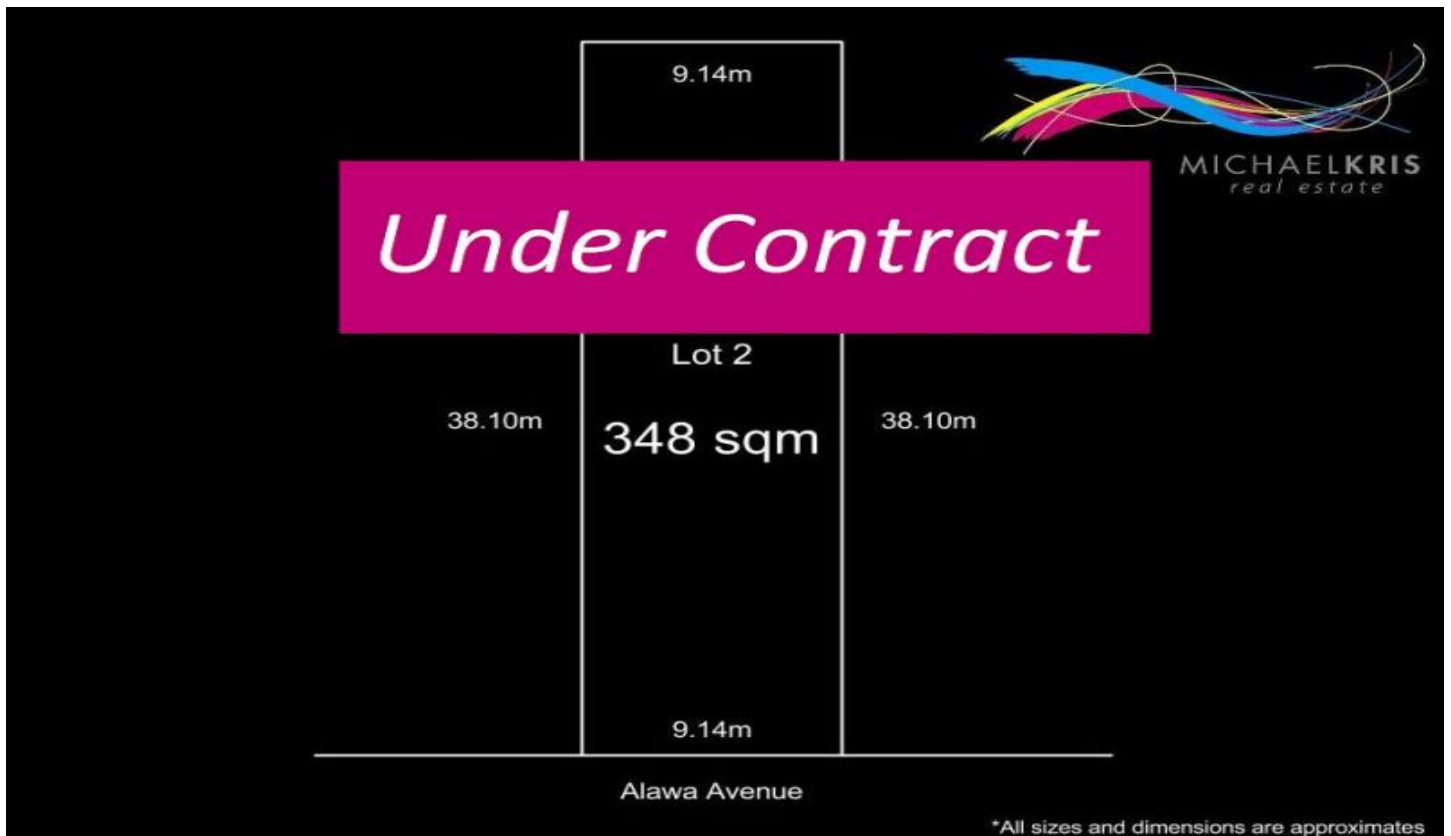 9.14m
MICHAELKRIS
real estate
Under Contract
Lot 2
38.10m
348 sqm
38.10m
9.14m
Alawa Avenue
*All sizes and dimensions are approximates